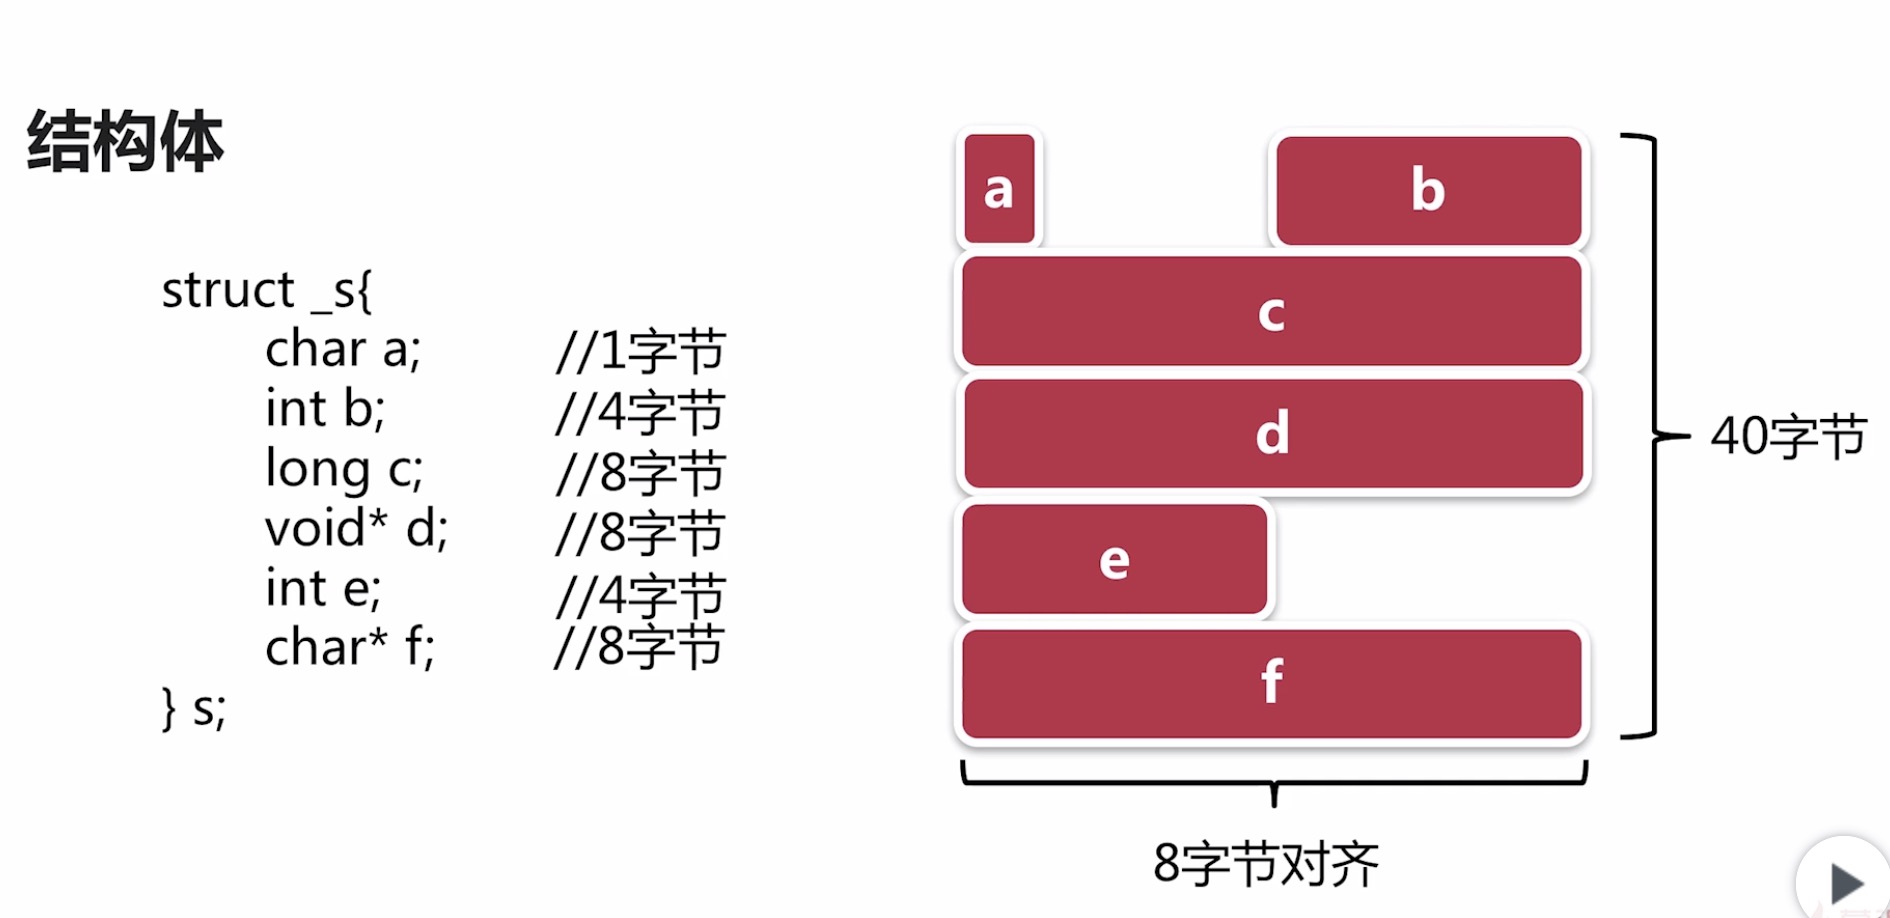 结构体
struct _s{
char a; //1字节
int b; //4字节
long c; //8字节
void* d; //8字节
int e; //4字节
char* f; //8字节
} s;
a b
c
d
e
f
40字节
8字节对齐